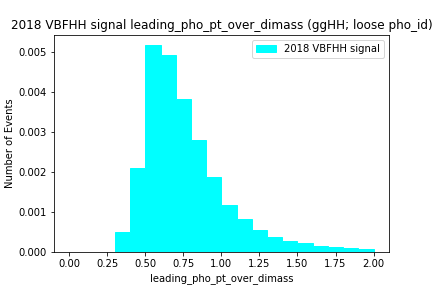 2018 VBFHH signal leading_pho_pt_over_dimass (ggHH; loose pho_id)
2018 VBFHH signal
Number of Events
0.005
0.004
0.003
0.002
0.001
0.000
0.00 0.25 0.50 0.75 1.00 1.25 1.50 1.75 2.00
leading_pho_pt_over_dimass